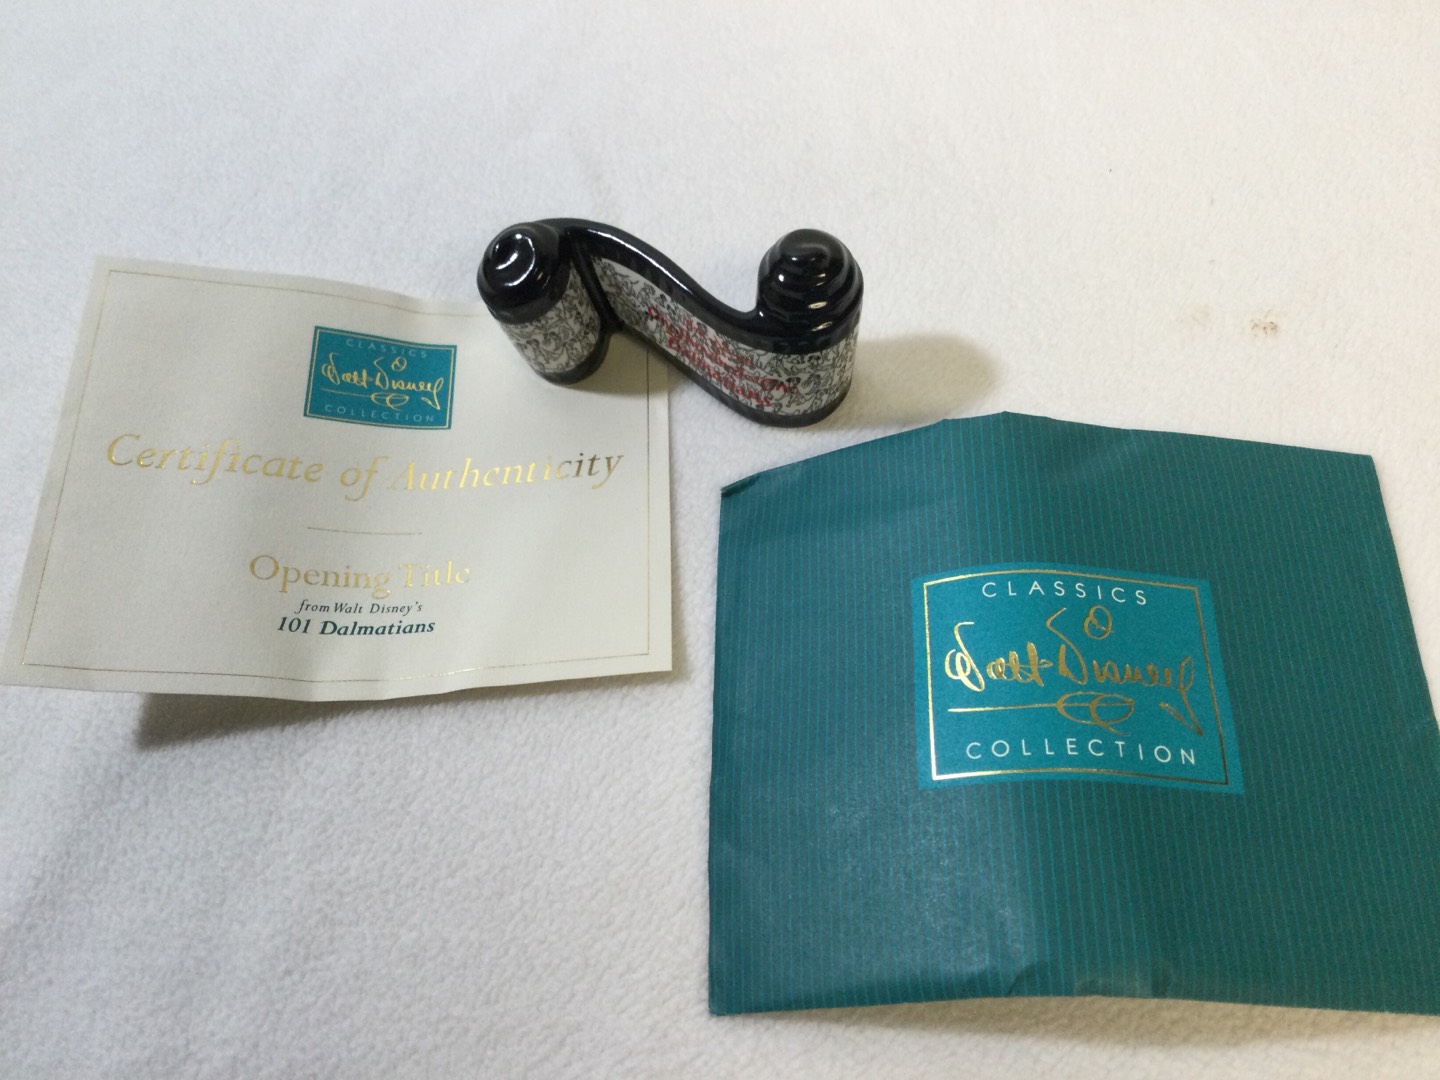 CLASSICS
Walt Disney
COLLECTION
Certificate of Authenticity
Opening Title
from Walt Disney's
101 Dalmatians
CLASSICS
Walt Disney
COLLECTION